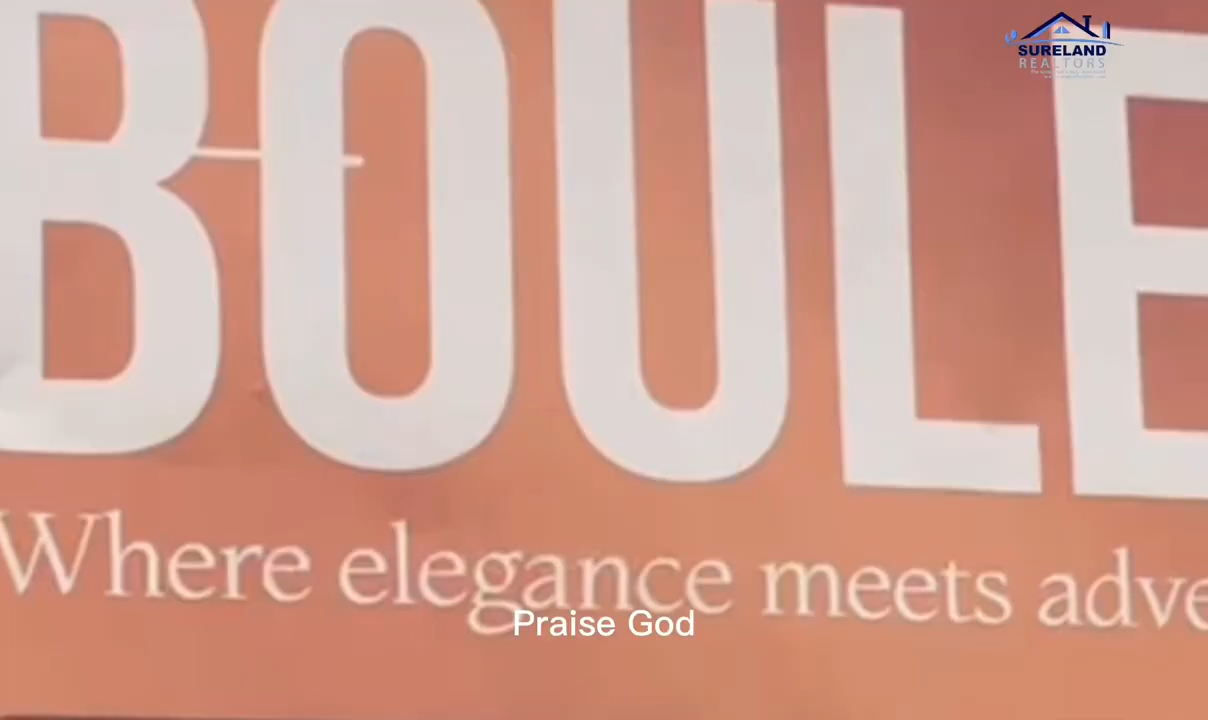 SURELAND
REALTORS
BOULE
Where elegance meets adve
Praise God